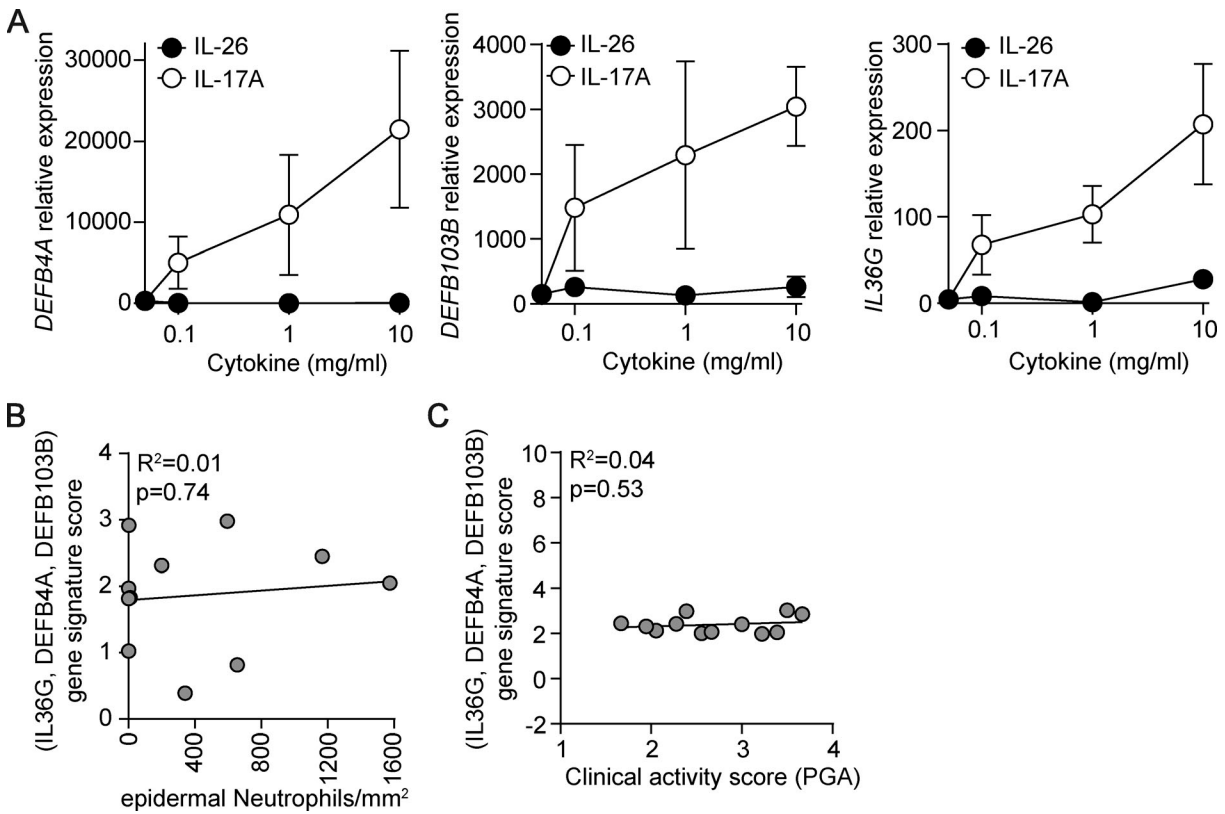 A
DEFB4A relative expression
30000
20000
10000
0
IL-26
IL-17A
0.1
1
10
Cytokine (mg/ml)
DEFB103B relative expression
4000
3000
2000
1000
0
IL-26
IL-17A
0.1
1
10
Cytokine (mg/ml)
IL36G relative expression
300
200
100
0
IL-26
IL-17A
0.1
1
10
Cytokine (mg/ml)
B
(IL36G, DEFB4A, DEFB103B)
gene signature score
4
3
2
1
0
R²=0.01
p=0.74
0
400
800
1200
1600
epidermal Neutrophils/mm²
C
(IL36G, DEFB4A, DEFB103B)
gene signature score
10
8
6
4
2
0
-2
R²=0.04
p=0.53
1
2
3
4
Clinical activity score (PGA)